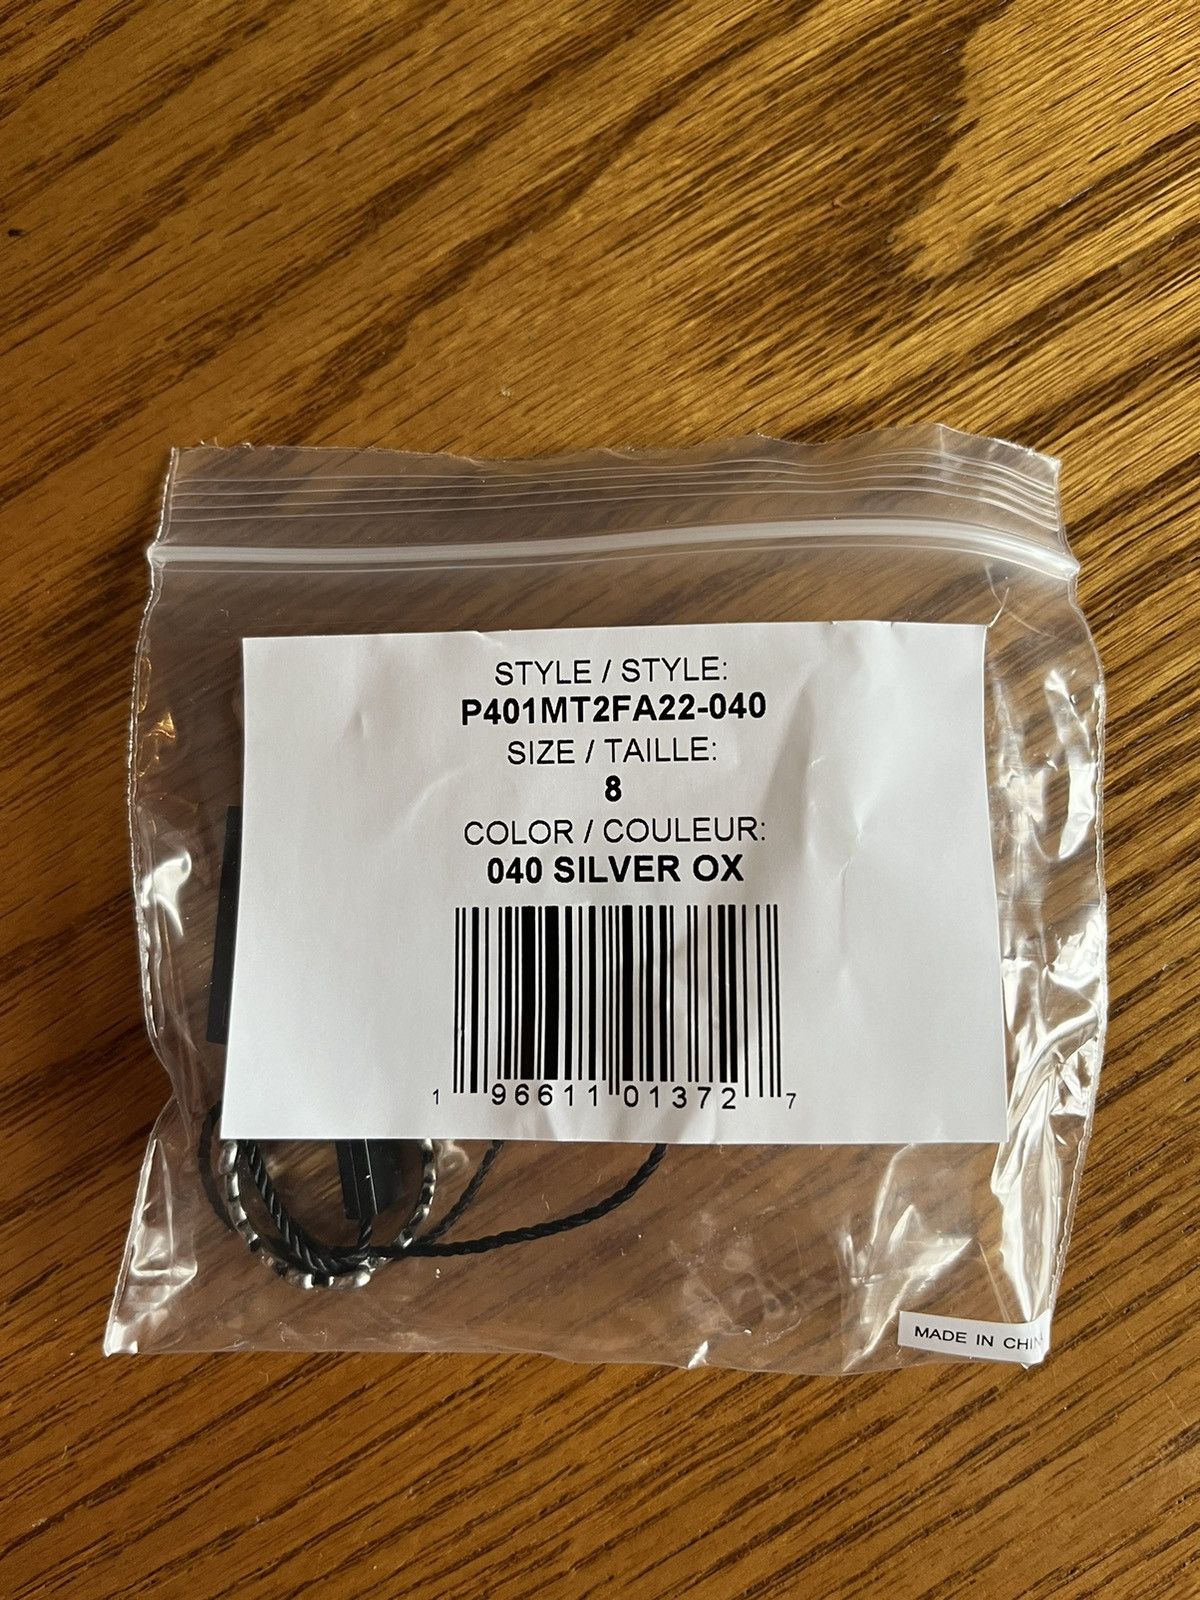 STYLE / STYLE:
P401MT2FA22-040
SIZE / TAILLE:
8
COLOR / COULEUR:
040 SILVER OX
1 96611 01372 7
MADE IN CHIN